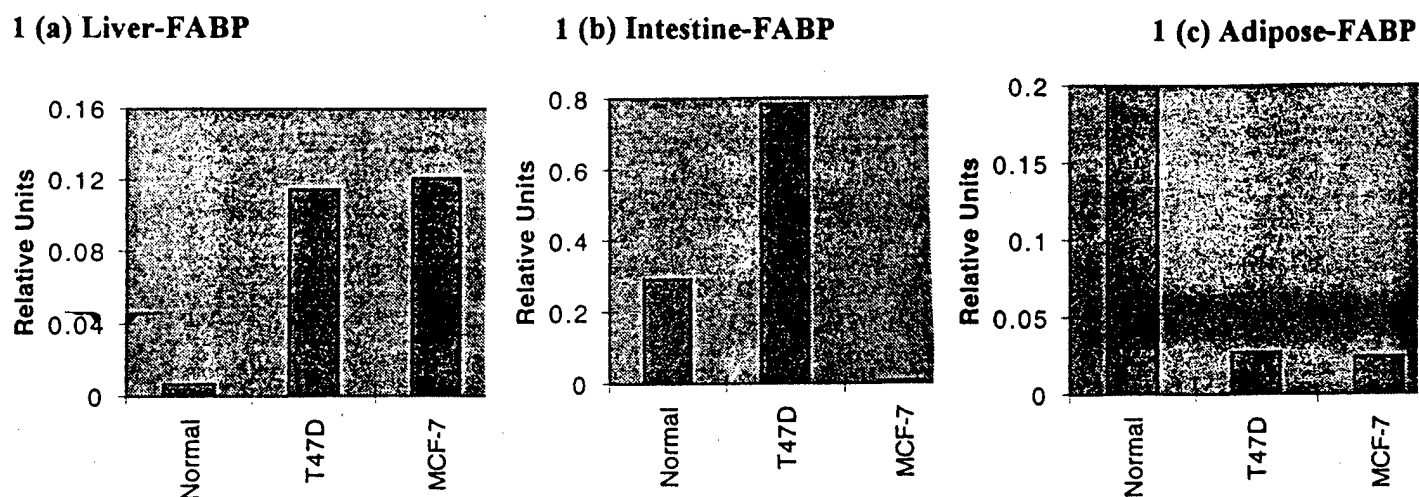 1 (a) Liver-FABP
Relative Units
0.16
0.12
0.08
0.04
0
Normal
T47D
MCF-7
1 (b) Intestine-FABP
Relative Units
0.8
0.6
0.4
0.2
0
Normal
T47D
MCF-7
1 (c) Adipose-FABP
Relative Units
0.2
0.15
0.1
0.05
0
Normal
T47D
MCF-7